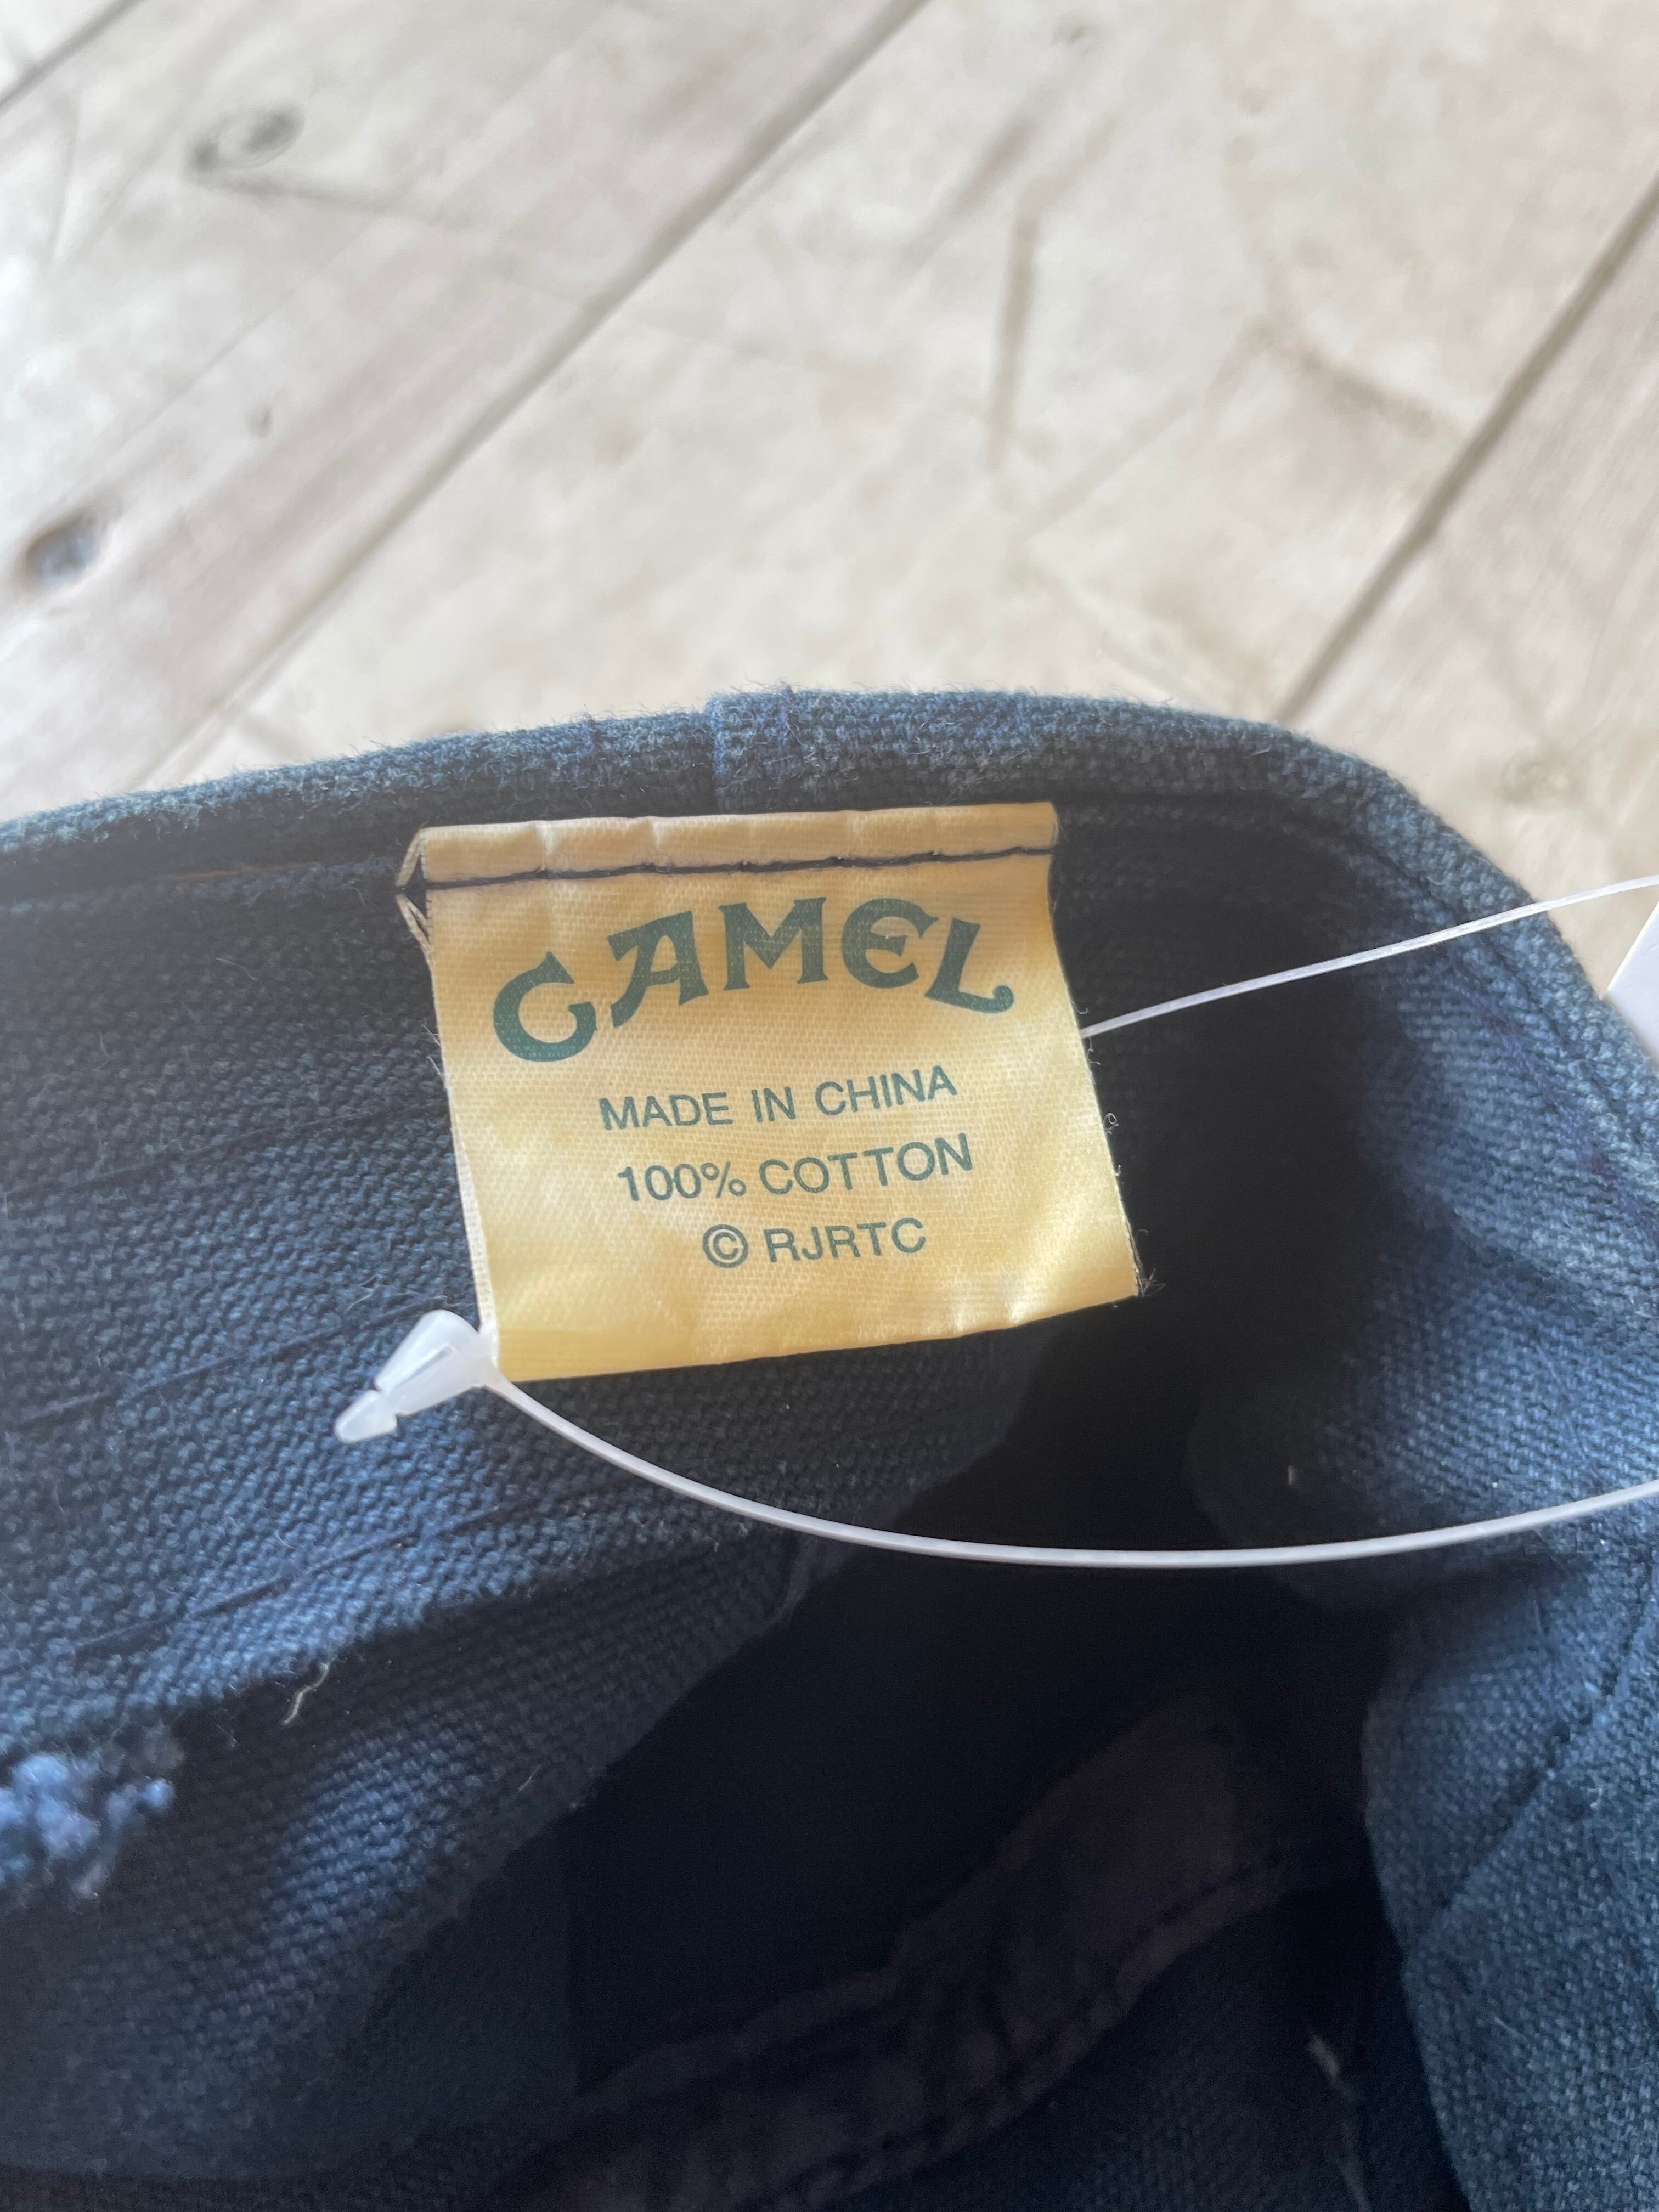 CAMEL
MADE IN CHINA
100% COTTON
© RJRTC